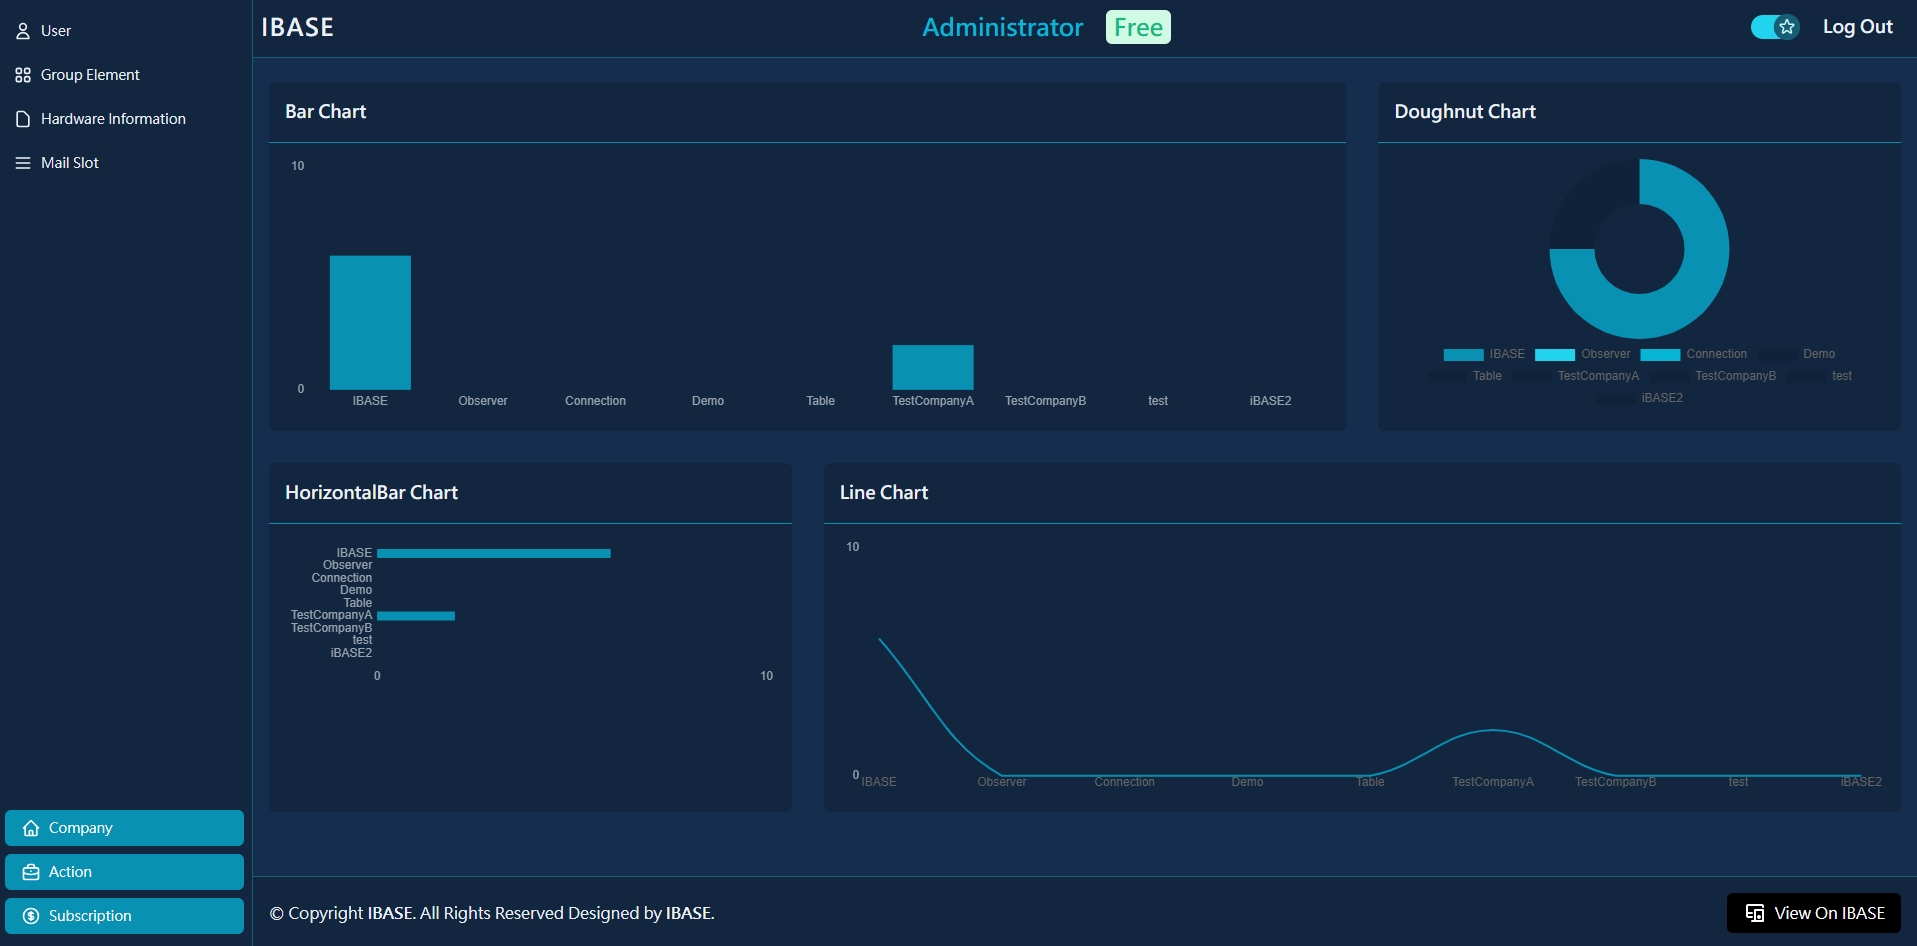 User
Group Element
Hardware Information
Mail Slot
IBASE
Administrator Free
Log Out
Bar Chart
10
0
IBASE Observer Connection Demo Table TestCompanyA TestCompanyB test iBASE2
Doughnut Chart
IBASE Observer Connection Demo
Table TestCompanyA TestCompanyB test
iBASE2
HorizontalBar Chart
IBASE
Observer
Connection
Demo
Table
TestCompanyA
TestCompanyB
test
iBASE2
0 10
Line Chart
10
0
IBASE Observer Connection Demo Table TestCompanyA TestCompanyB test iBASE2
Company
Action
Subscription
© Copyright IBASE. All Rights Reserved Designed by IBASE.
View On IBASE